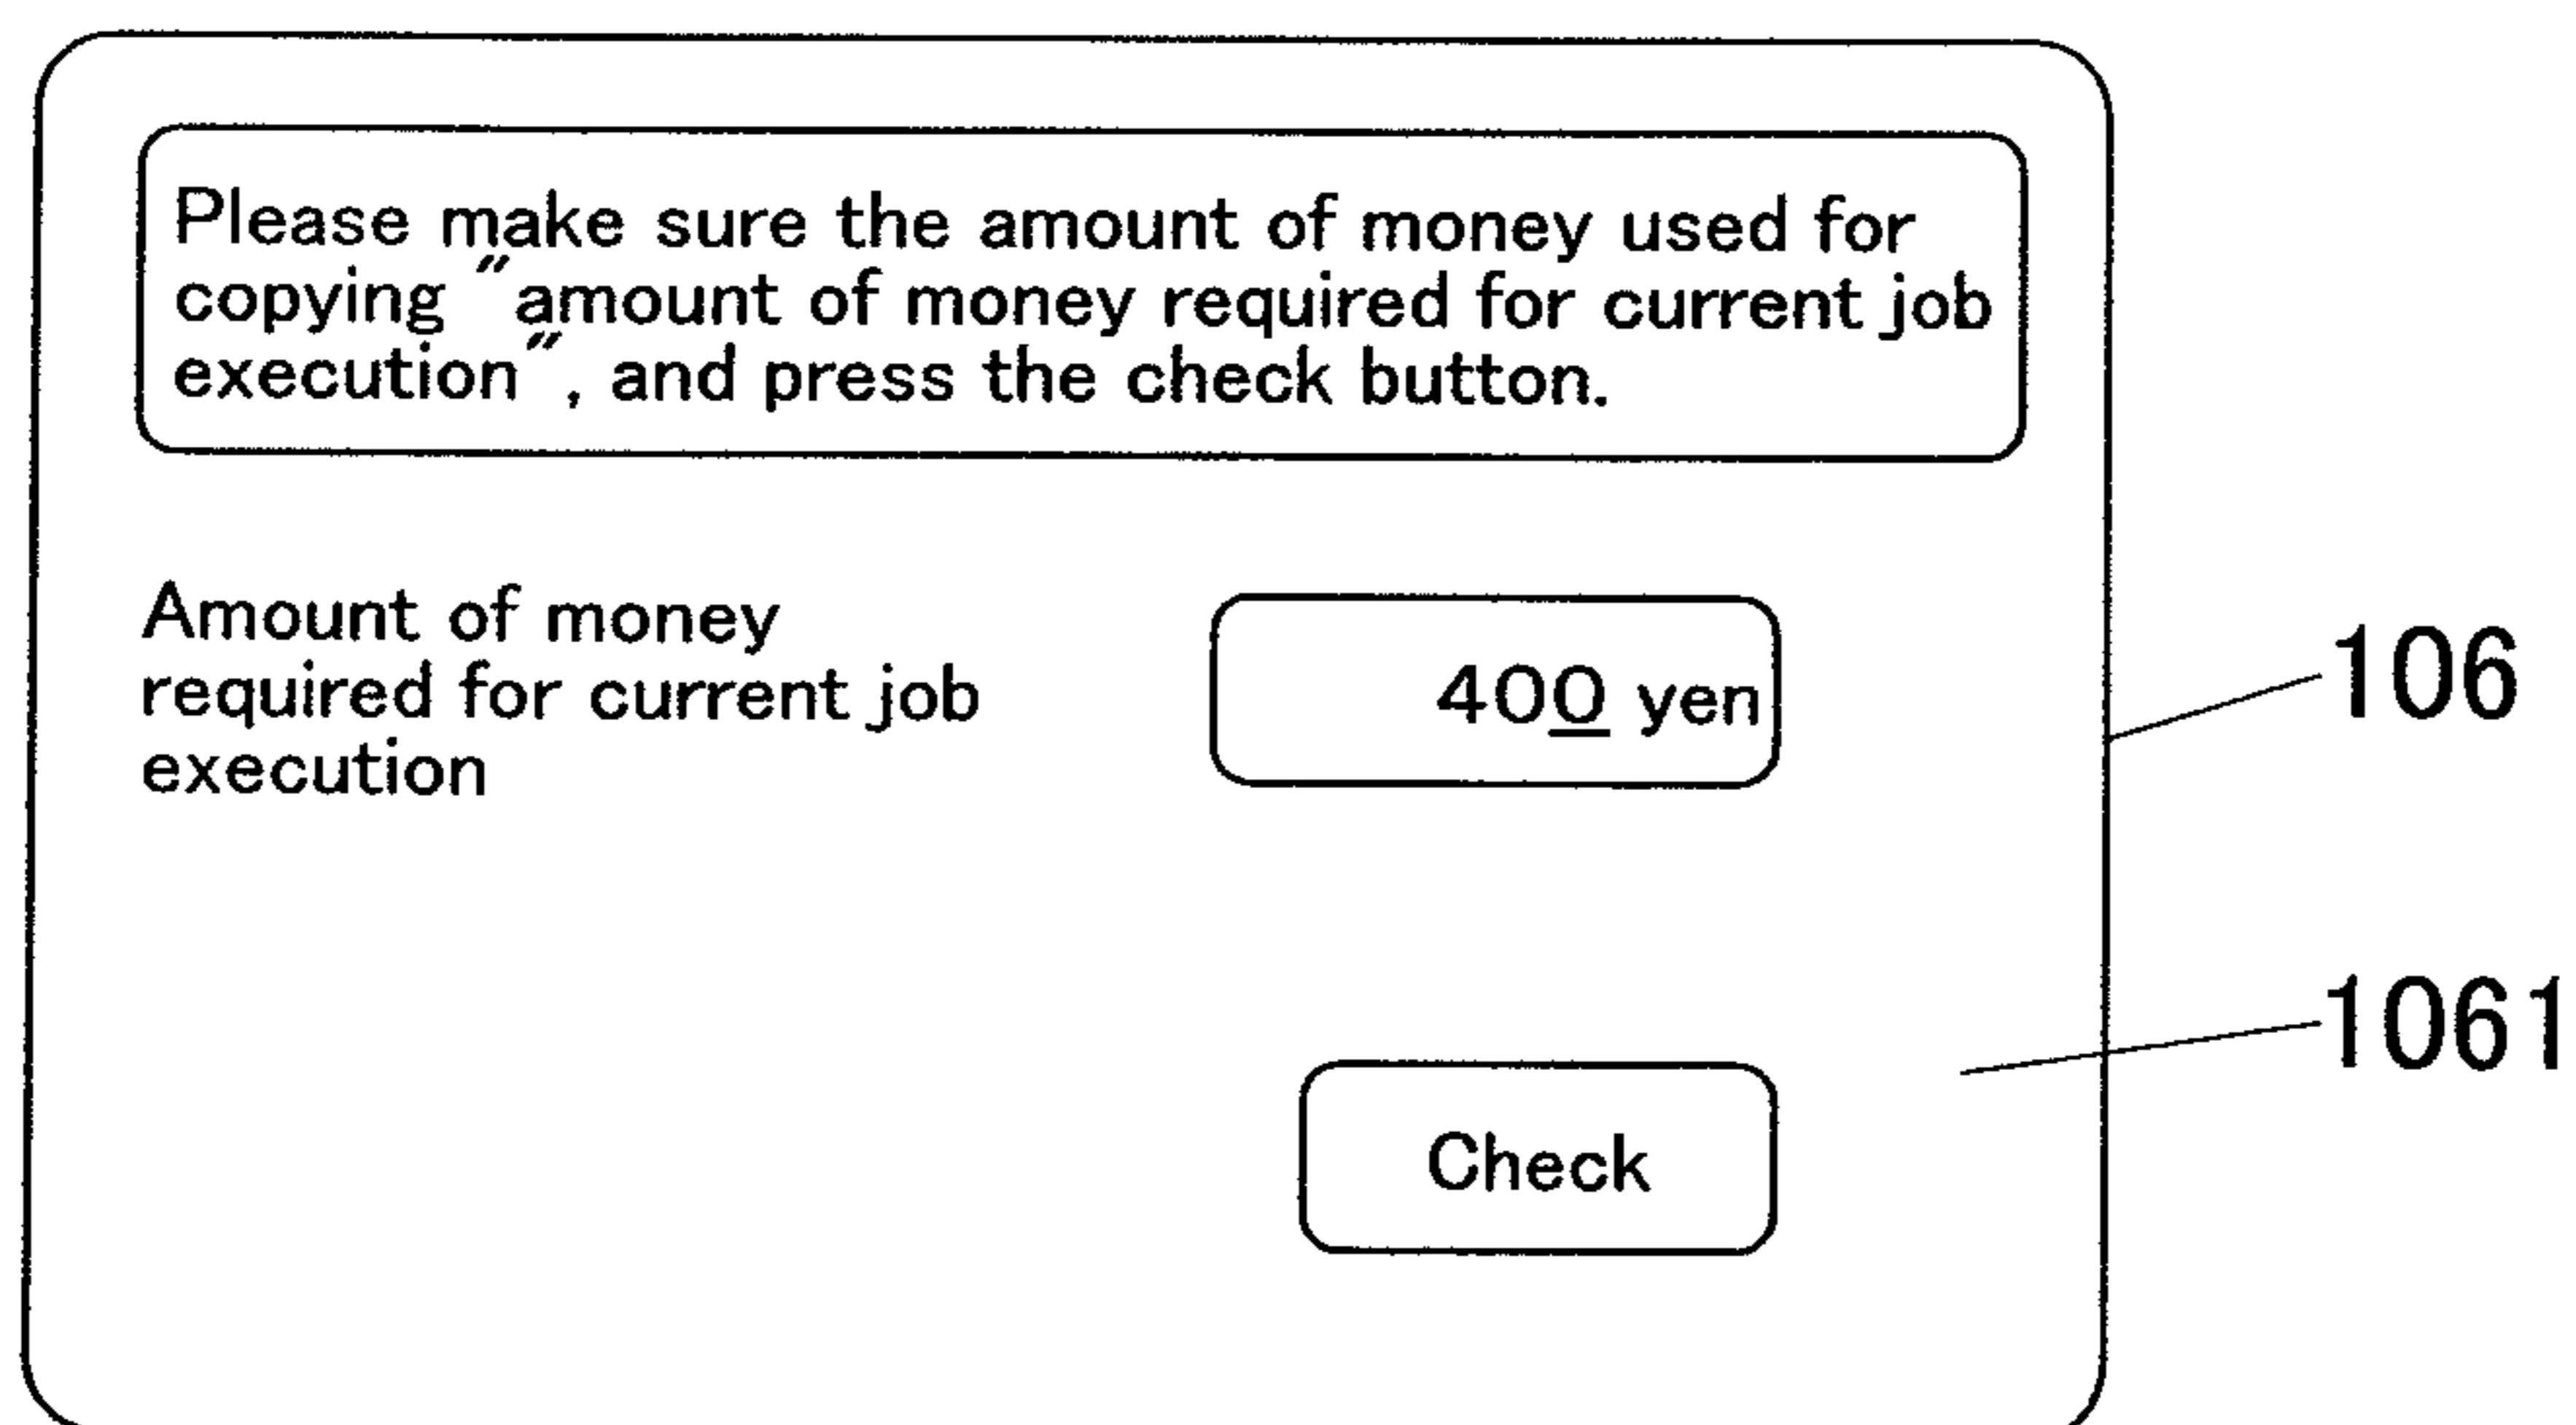 Please make sure the amount of money used for
copying "amount of money required for current job
execution", and press the check button.
Amount of money
required for current job
execution
400 yen
106
1061
Check